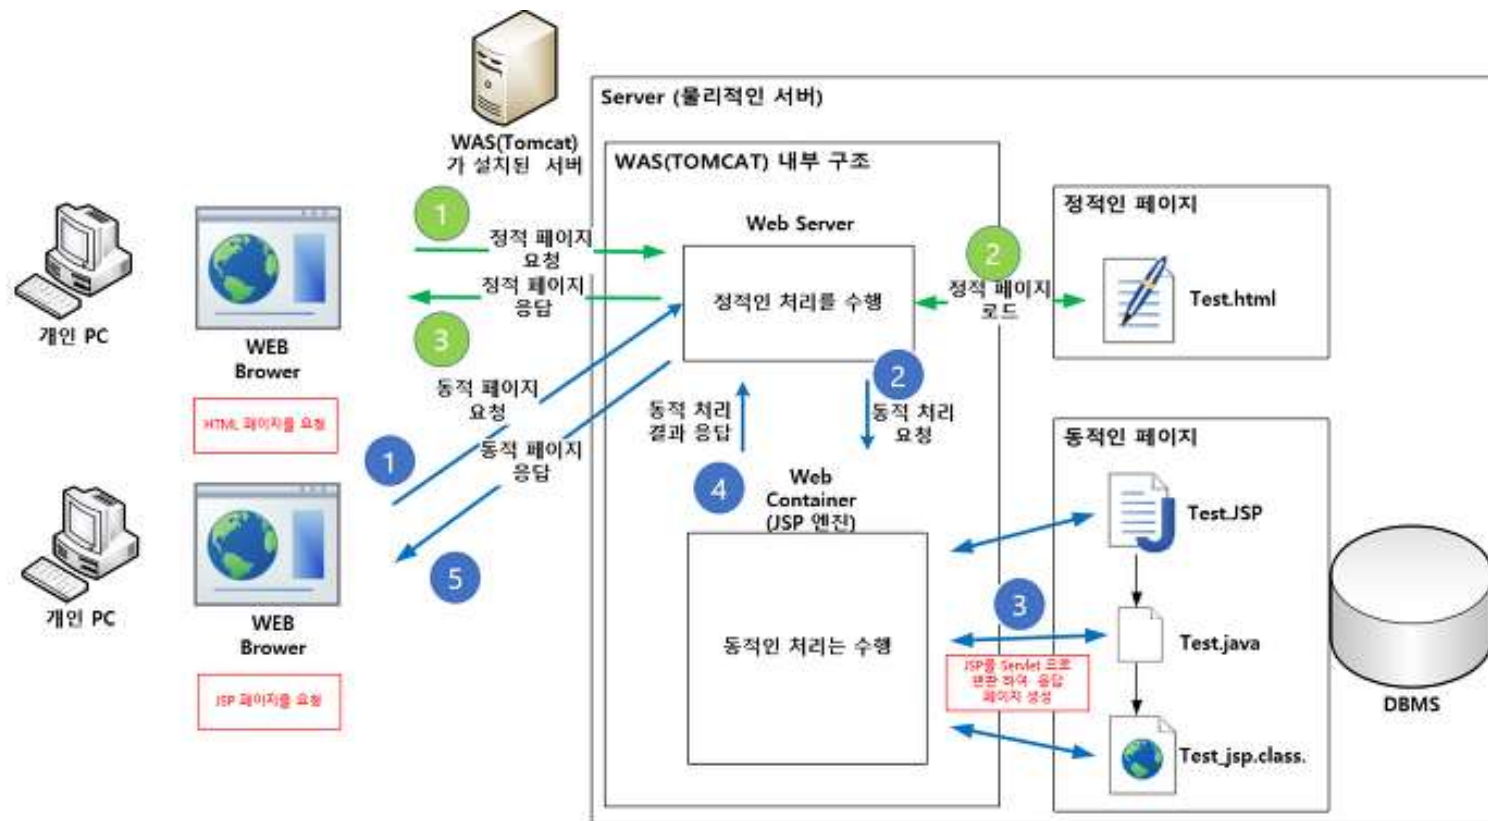 WAS(Tomcat)
가 설치된 서버
Server (물리적인 서버)
WAS(TOMCAT) 내부 구조
Web Server
정적인 처리를 수행
1
정적 페이지
요청
정적 페이지
응답
3
2
정적 페이지
로드
정적인 페이지
Test.html
개인 PC
WEB
Brower
HTML 페이지를 요청
동적 페이지
요청
1
동적 페이지
응답
5
개인 PC
WEB
Brower
JSP 페이지를 요청
2
동적 처리
요청
동적 처리
결과 응답
4
Web
Container
(JSP 엔진)
동적인 처리는 수행
3
JSP를 Servlet 으로
변환 하여 응답
페이지 생성
동적인 페이지
Test.JSP
Test.java
Test_jsp.class.
DBMS